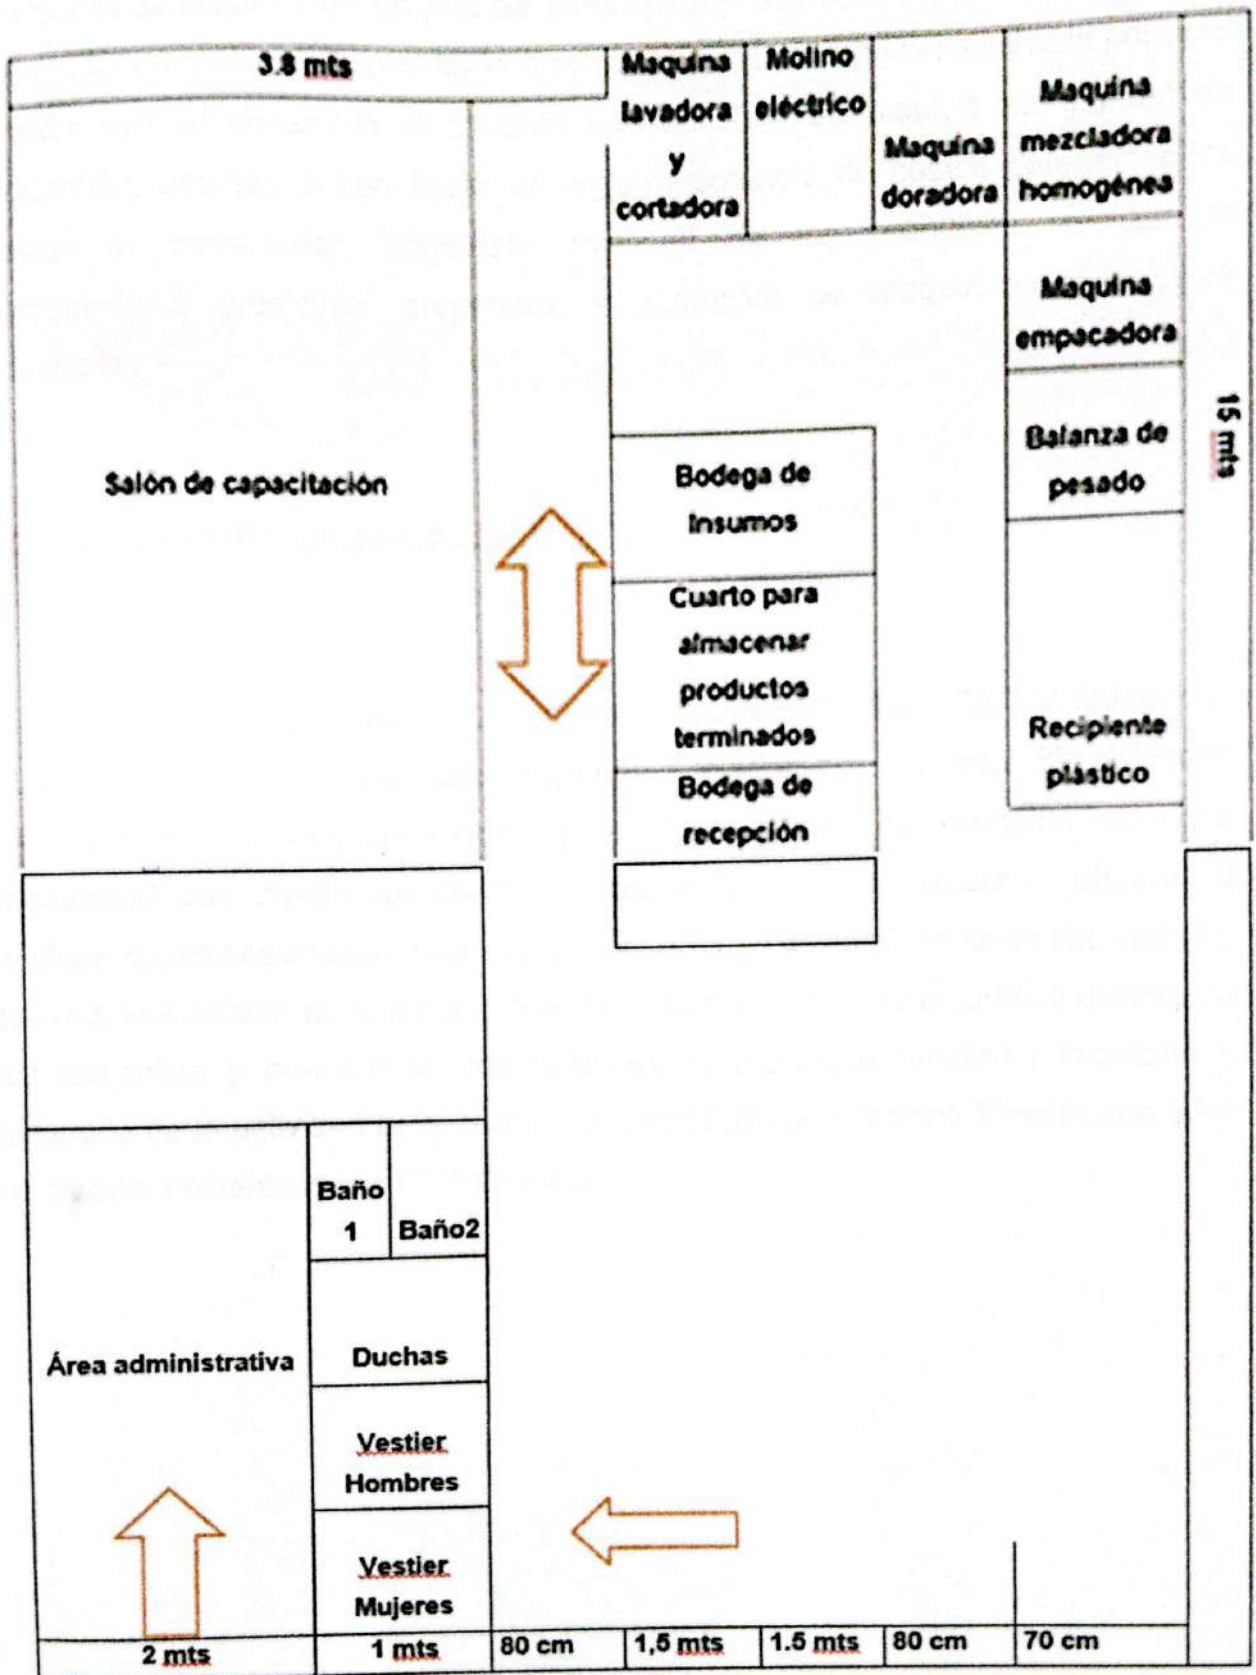 3.8 mts
Maquina
lavadora
y
cortadora
Molino
eléctrico
Maquina
doradora
Maquina
mezcladora
homogénea
Maquina
empacadora
15 mts
Balanza de
pesado
Salón de capacitación
Bodega de
Insumos
Cuarto para
almacenar
productos
terminados
Recipiente
plástico
Bodega de
recepción
Baño
1
Baño2
Área administrativa
Duchas
Vestier
Hombres
Vestier
Mujeres
2 mts
1 mts
80 cm
1,5 mts
1.5 mts
80 cm
70 cm